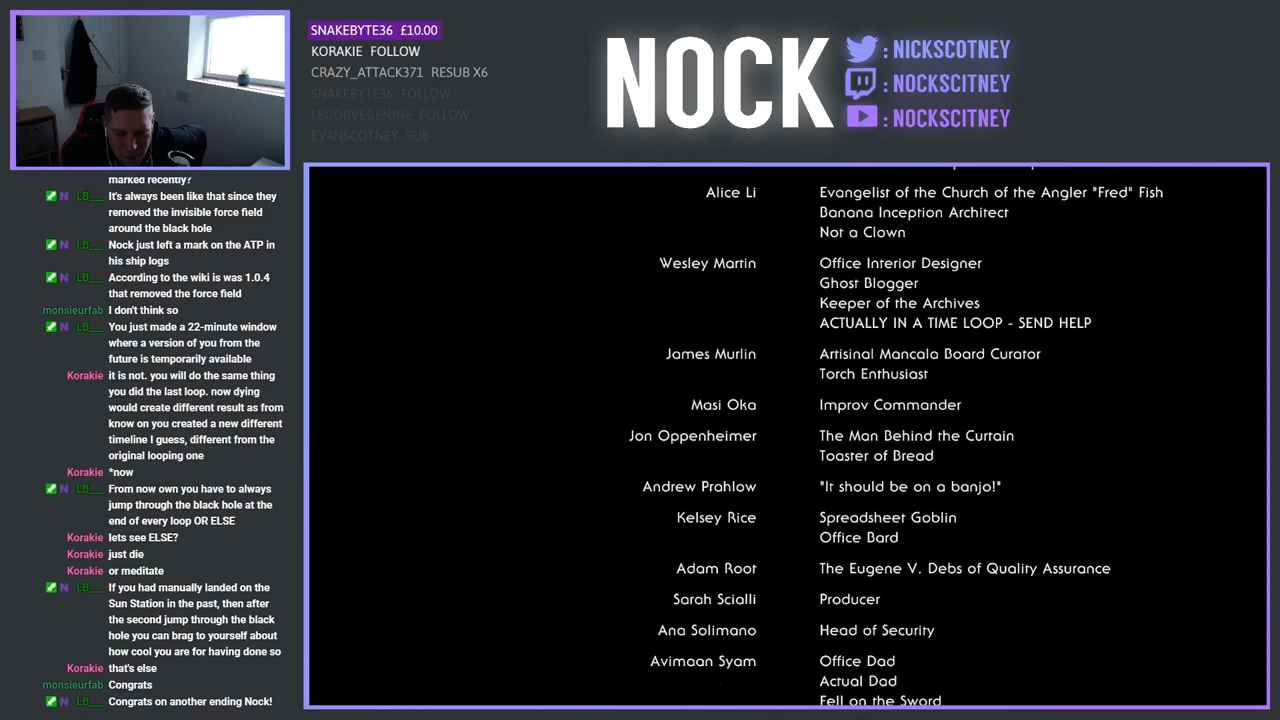 SNAKEBYTE36 £10.00
KORAKIE FOLLOW
CRAZY_ATTACK371 RESUB X6
SNAKEBYTE36 FOLLOW
LEGORVEGENINE FOLLOW
EVANSCOTNEY SUB
NOCK
: NICKSCOTNEY
: NOCKSCITNEY
: NOCKSCITNEY
marked recently?
N LB__ It's always been like that since they
removed the invisible force field
around the black hole
N LB__ Nock just left a mark on the ATP in
his ship logs
N LB__ According to the wiki is was 1.0.4
that removed the force field
monsieurfab I don't think so
N LB__ You just made a 22-minute window
where a version of you from the
future is temporarily available
Korakie it is not. you will do the same thing
you did the last loop. now dying
would create different result as from
know on you created a new different
timeline I guess, different from the
original looping one
Korakie *now
N LB__ From now own you have to always
jump through the black hole at the
end of every loop OR ELSE
Korakie lets see ELSE?
Korakie just die
Korakie or meditate
N LB__ If you had manually landed on the
Sun Station in the past, then after
the second jump through the black
hole you can brag to yourself about
how cool you are for having done so
Korakie that's else
monsieurfab Congrats
N LB__ Congrats on another ending Nock!
Alice Li Evangelist of the Church of the Angler "Fred" Fish
Banana Inception Architect
Not a Clown
Wesley Martin Office Interior Designer
Ghost Blogger
Keeper of the Archives
ACTUALLY IN A TIME LOOP - SEND HELP
James Murlin Artisinal Mancala Board Curator
Torch Enthusiast
Masi Oka Improv Commander
Jon Oppenheimer The Man Behind the Curtain
Toaster of Bread
Andrew Prahlow "It should be on a banjo!"
Kelsey Rice Spreadsheet Goblin
Office Bard
Adam Root The Eugene V. Debs of Quality Assurance
Sarah Scialli Producer
Ana Solimano Head of Security
Avimaan Syam Office Dad
Actual Dad
Fell on the Sword